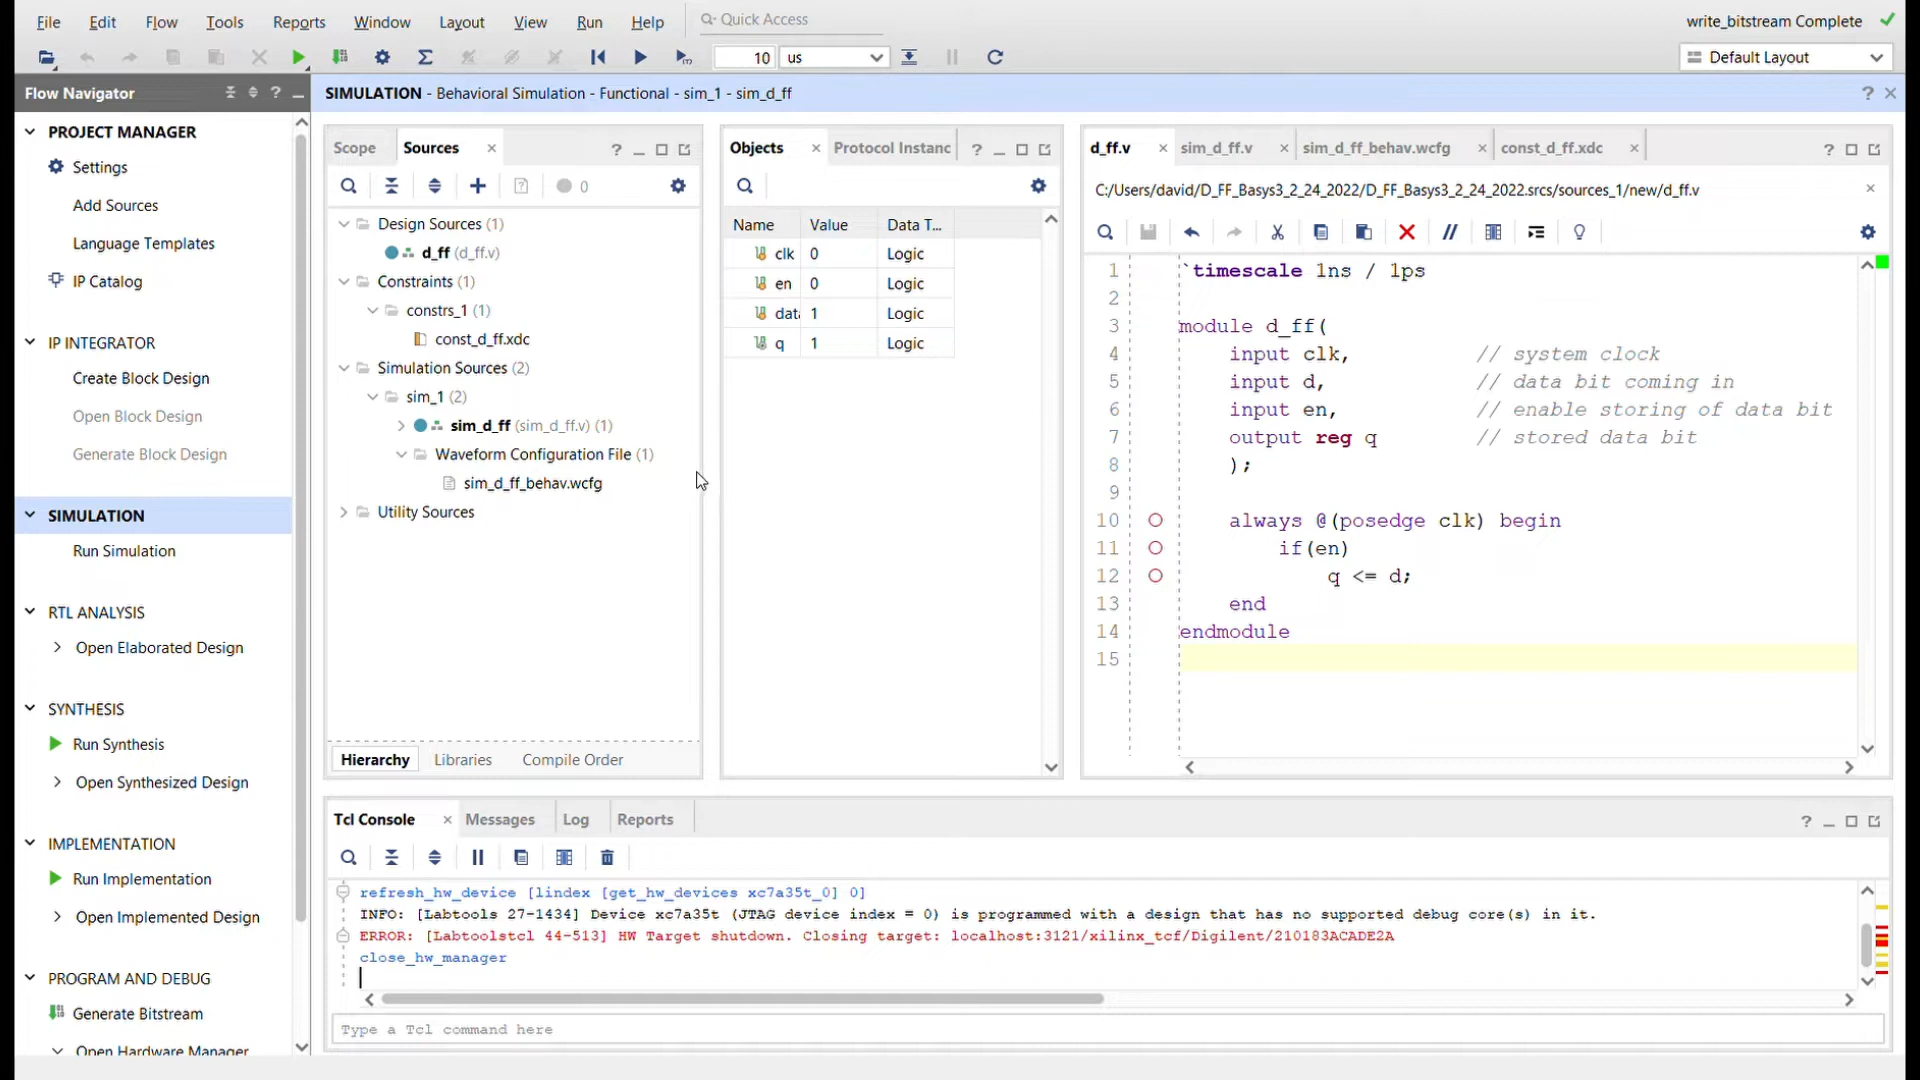 File Edit Flow Tools Reports Window Layout View Run Help Quick Access write_bitstream Complete
10 us Default Layout
Flow Navigator
SIMULATION - Behavioral Simulation - Functional - sim_1 - sim_d_ff
PROJECT MANAGER
Settings
Add Sources
Language Templates
IP Catalog
IP INTEGRATOR
Create Block Design
Open Block Design
Generate Block Design
SIMULATION
Run Simulation
RTL ANALYSIS
Open Elaborated Design
SYNTHESIS
Run Synthesis
Open Synthesized Design
IMPLEMENTATION
Run Implementation
Open Implemented Design
PROGRAM AND DEBUG
Generate Bitstream
Open Hardware Manager
Scope Sources
0
Design Sources (1)
d_ff (d_ff.v)
Constraints (1)
constrs_1 (1)
const_d_ff.xdc
Simulation Sources (2)
sim_1 (2)
sim_d_ff (sim_d_ff.v) (1)
Waveform Configuration File (1)
sim_d_ff_behav.wcfg
Utility Sources
Hierarchy Libraries Compile Order
Objects Protocol Instanc
Name Value Data T...
clk 0 Logic
en 0 Logic
data 1 Logic
q 1 Logic
d_ff.v sim_d_ff.v sim_d_ff_behav.wcfg const_d_ff.xdc
C:/Users/david/D_FF_Basys3_2_24_2022/D_FF_Basys3_2_24_2022.srcs/sources_1/new/d_ff.v
1 `timescale 1ns / 1ps
2
3 module d_ff(
4 input clk, // system clock
5 input d, // data bit coming in
6 input en, // enable storing of data bit
7 output reg q // stored data bit
8 );
9
10 always @(posedge clk) begin
11 if(en)
12 q <= d;
13 end
14 endmodule
15
Tcl Console Messages Log Reports
refresh_hw_device [lindex [get_hw_devices xc7a35t_0] 0]
INFO: [Labtools 27-1434] Device xc7a35t (JTAG device index = 0) is programmed with a design that has no supported debug core(s) in it.
ERROR: [Labtoolstcl 44-513] HW Target shutdown. Closing target: localhost:3121/xilinx_tcf/Digilent/210183ACADE2A
close_hw_manager
Type a Tcl command here